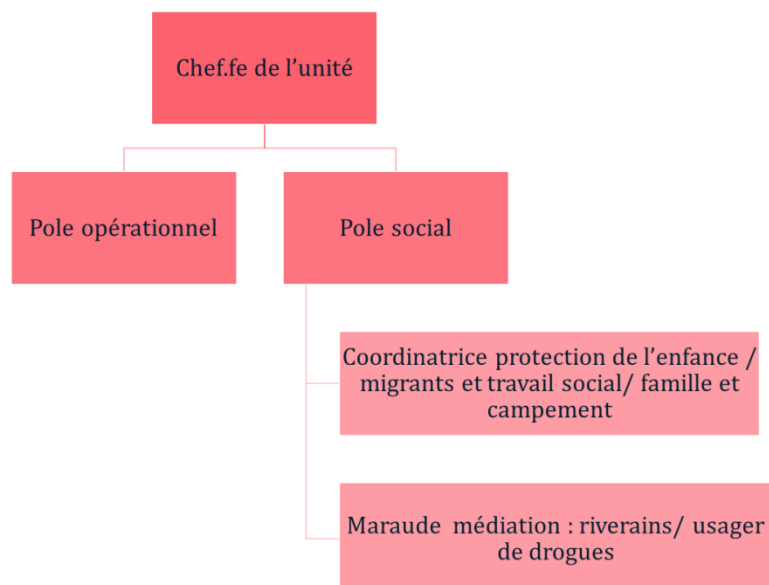 Chef.fe de l’unité
Pole opérationnel
Pole social
Coordinatrice protection de l’enfance /
migrants et travail social/ famille et
campement
Maraude médiation : riverains/ usager
de drogues